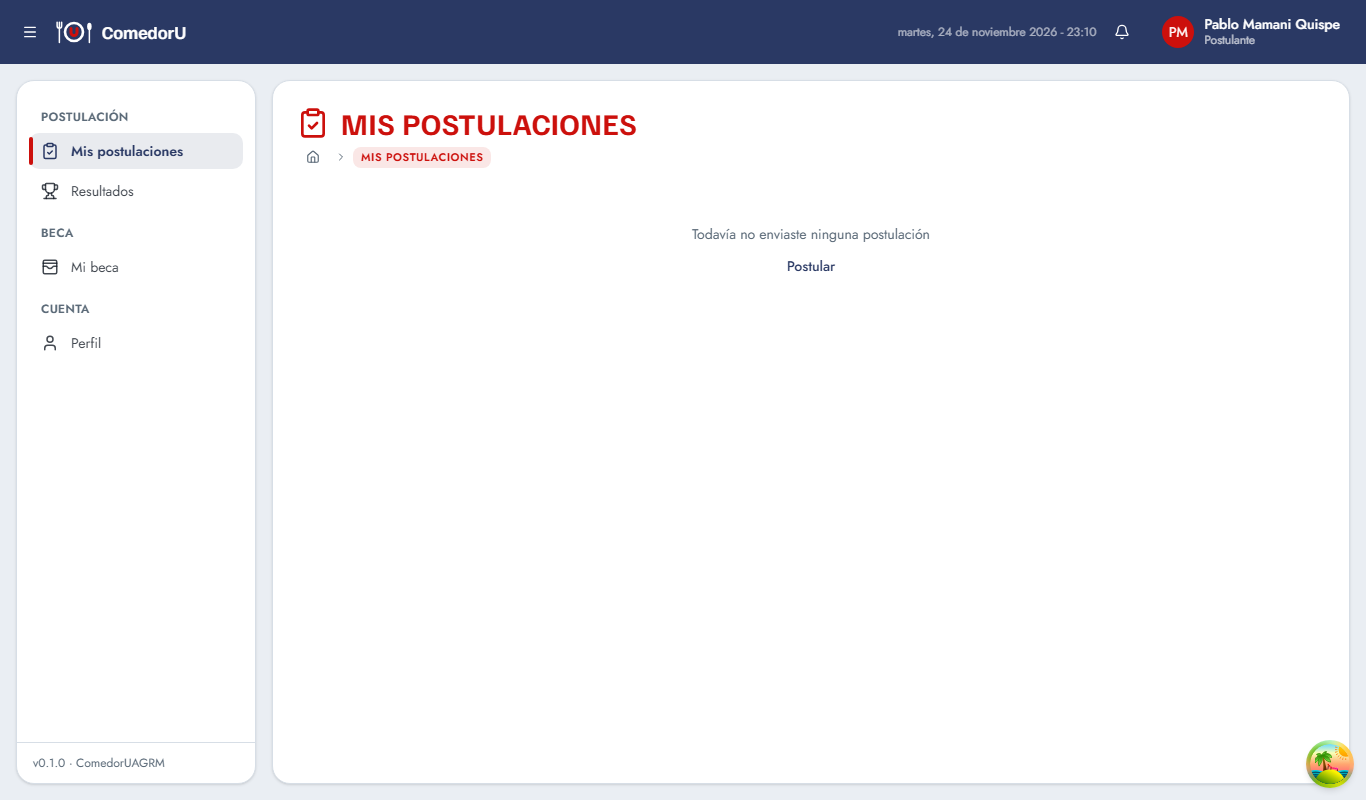 ComedorU
martes, 24 de noviembre 2026 - 23:10
PM
Pablo Mamani Quispe
Postulante
POSTULACIÓN
Mis postulaciones
Resultados
BECA
Mi beca
CUENTA
Perfil
v0.1.0 · ComedorUAGRM
MIS POSTULACIONES
MIS POSTULACIONES
Todavía no enviaste ninguna postulación
Postular